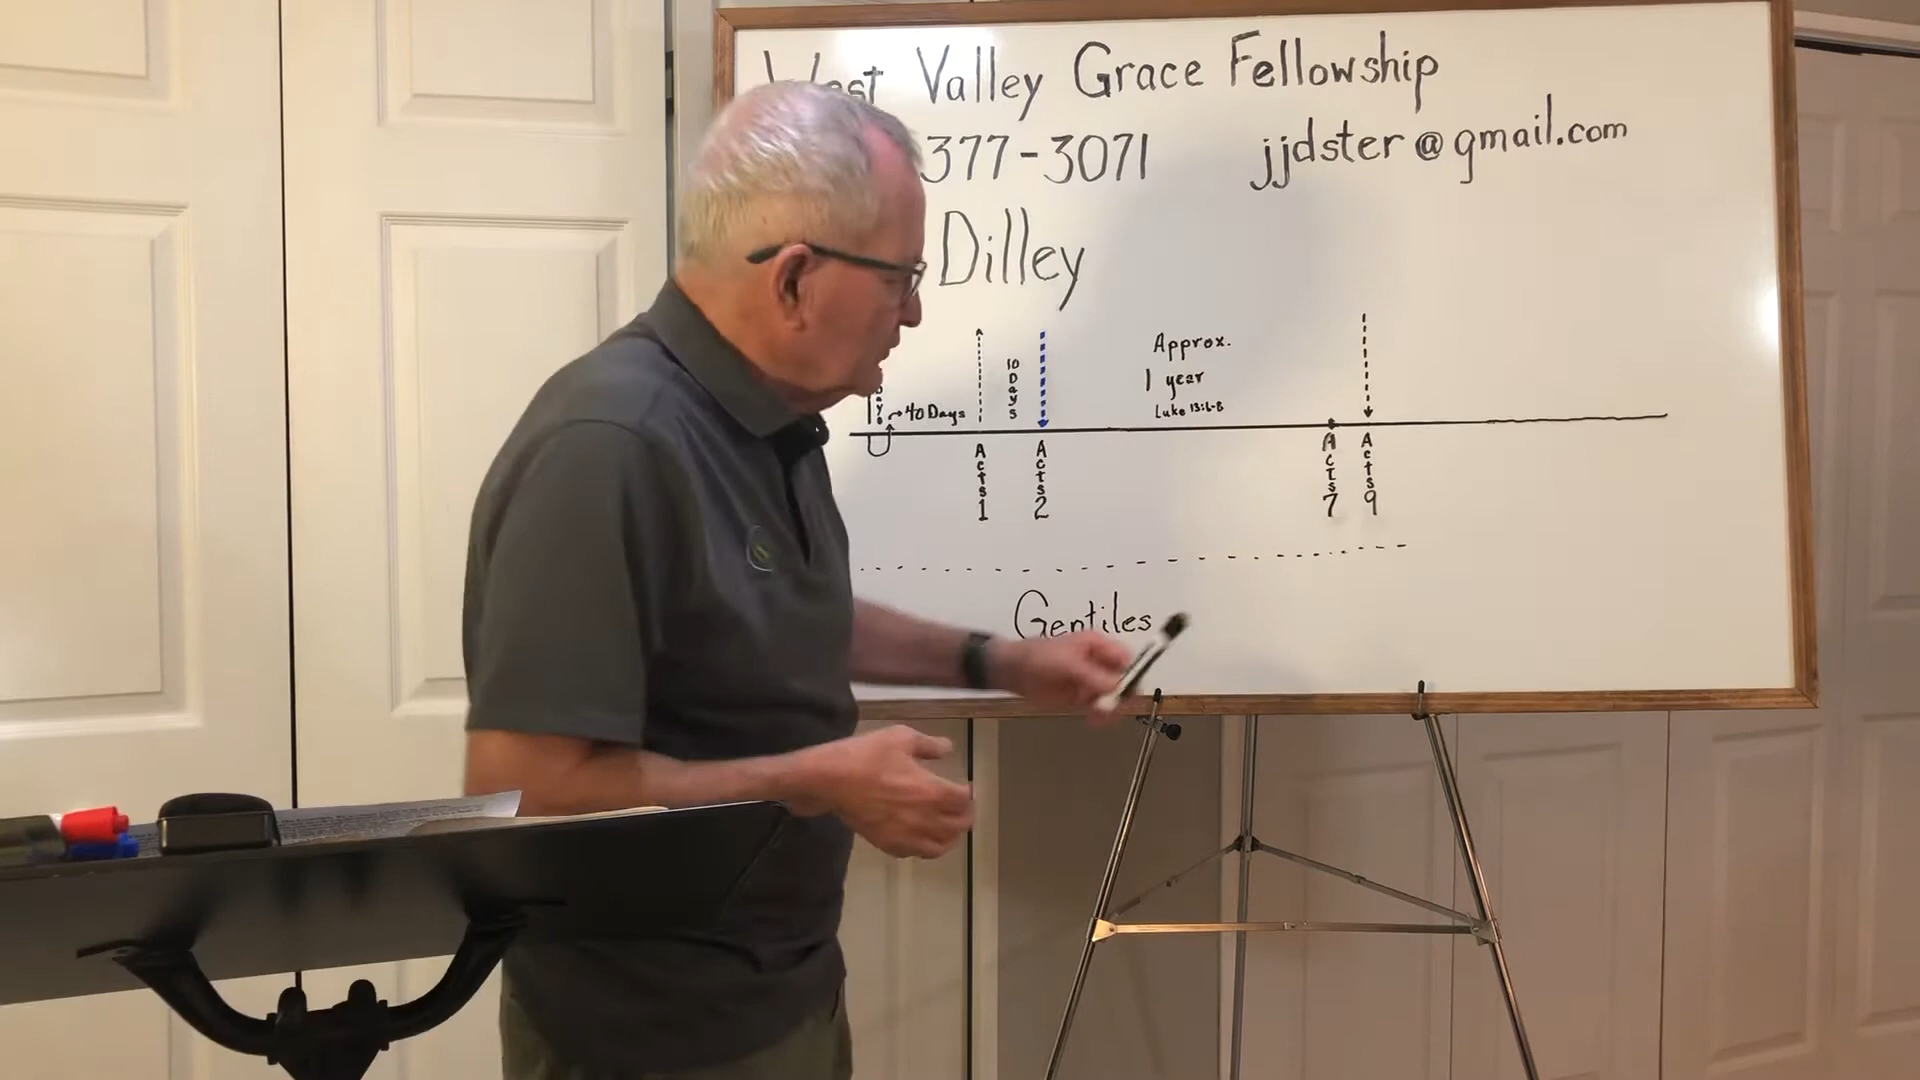 Valley Grace Fellowship
377-3071 jjdster@gmail.com
Dilley
Approx.
1 year
Luke 13:6-8
10 Days
40 Days
Acts 1
Acts 2
Acts 7
Acts 9
Gentiles